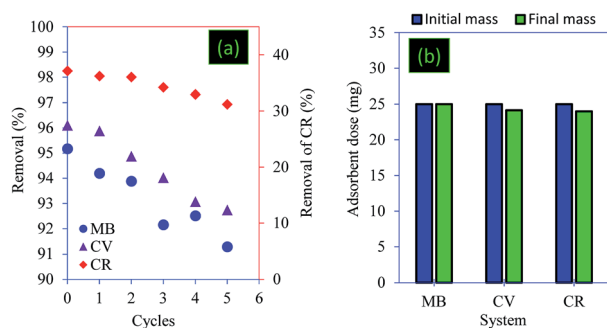 100
99
98
97
96
95
94
93
92
91
90
Removal (%)
(a)
MB
CV
CR
0 1 2 3 4 5 6
Cycles
40
30
20
10
0
Removal of CR (%)
Initial mass Final mass
(b)
35
30
25
20
15
10
5
0
Adsorbent dose (mg)
MB CV CR
System